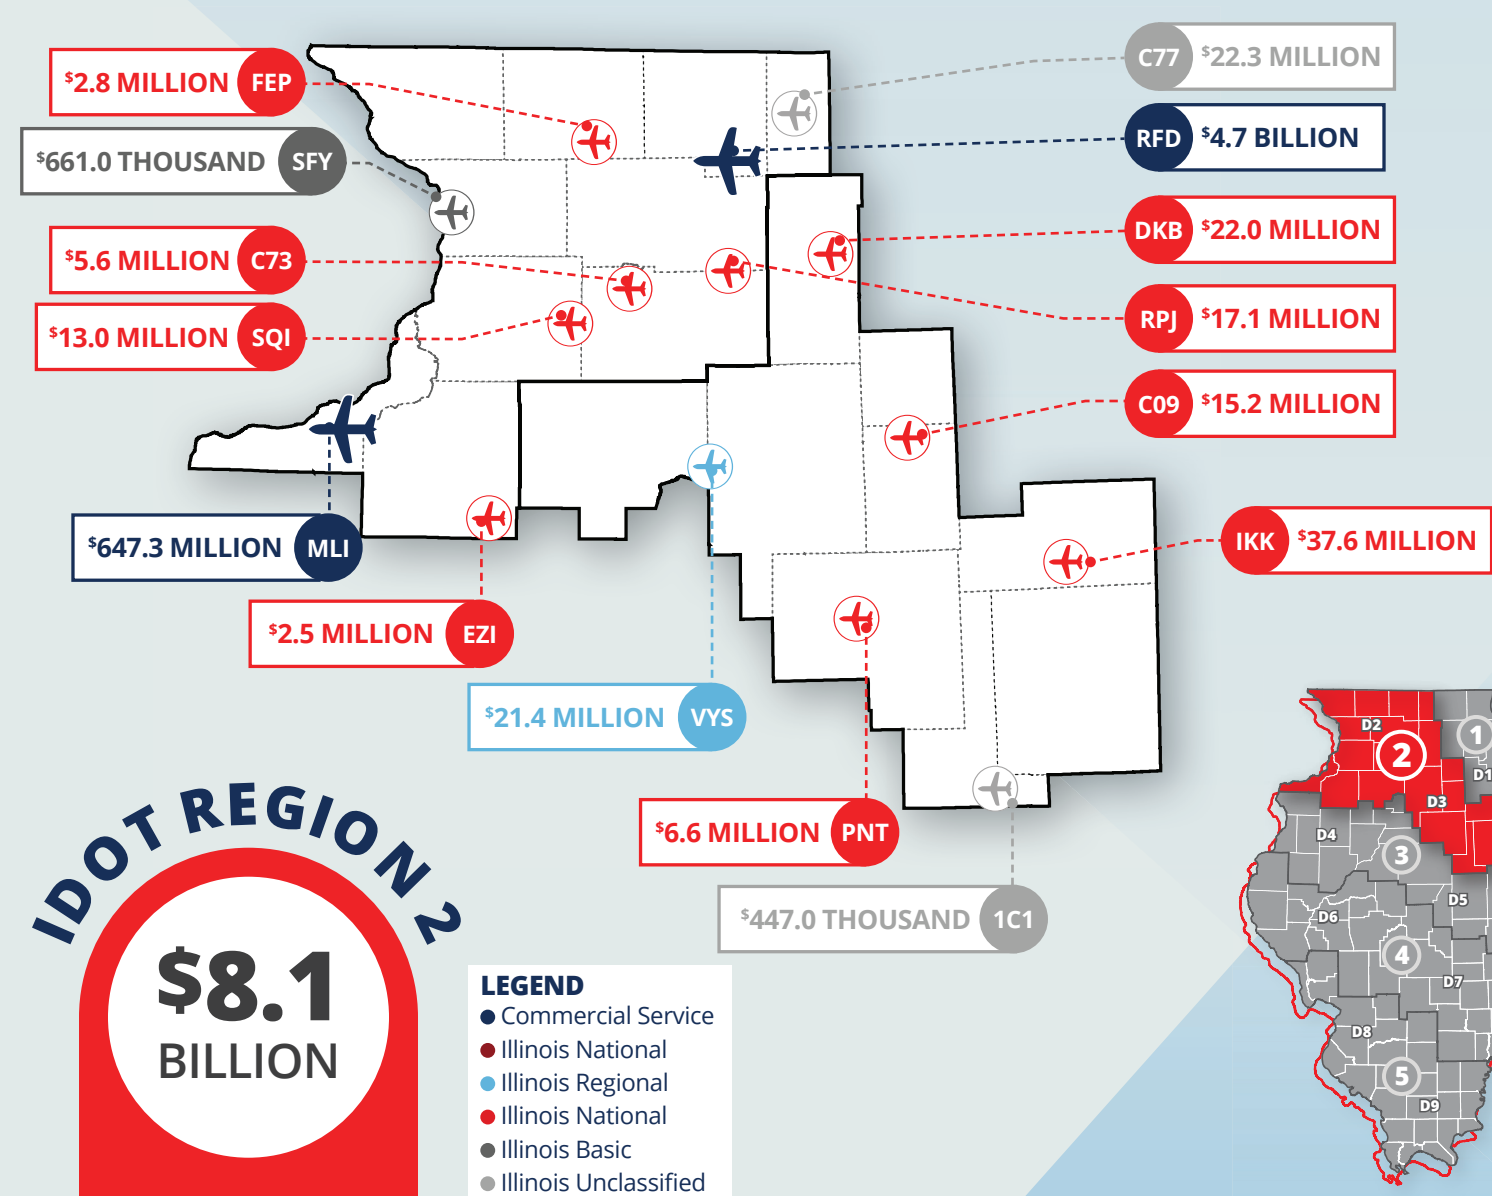 $2.8 MILLION FEP
$661.0 THOUSAND SFY
$5.6 MILLION C73
$13.0 MILLION SQI
C77 $22.3 MILLION
RFD $4.7 BILLION
DKB $22.0 MILLION
RPJ $17.1 MILLION
C09 $15.2 MILLION
IKK $37.6 MILLION
$647.3 MILLION MLI
$2.5 MILLION EZI
$21.4 MILLION VYS
$6.6 MILLION PNT
$447.0 THOUSAND 1C1
IDOT REGION 2
$8.1
BILLION
LEGEND
Commercial Service
Illinois National
Illinois Regional
Illinois National
Illinois Basic
Illinois Unclassified
D2
2
1
D1
D3
D4
3
D5
D6
4
D7
D8
5
D9